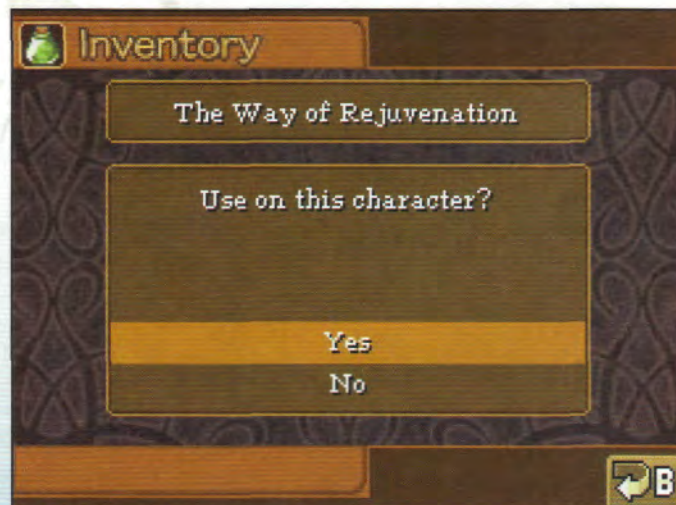 Inventory
The Way of Rejuvenation
Use on this character?
Yes
No
B